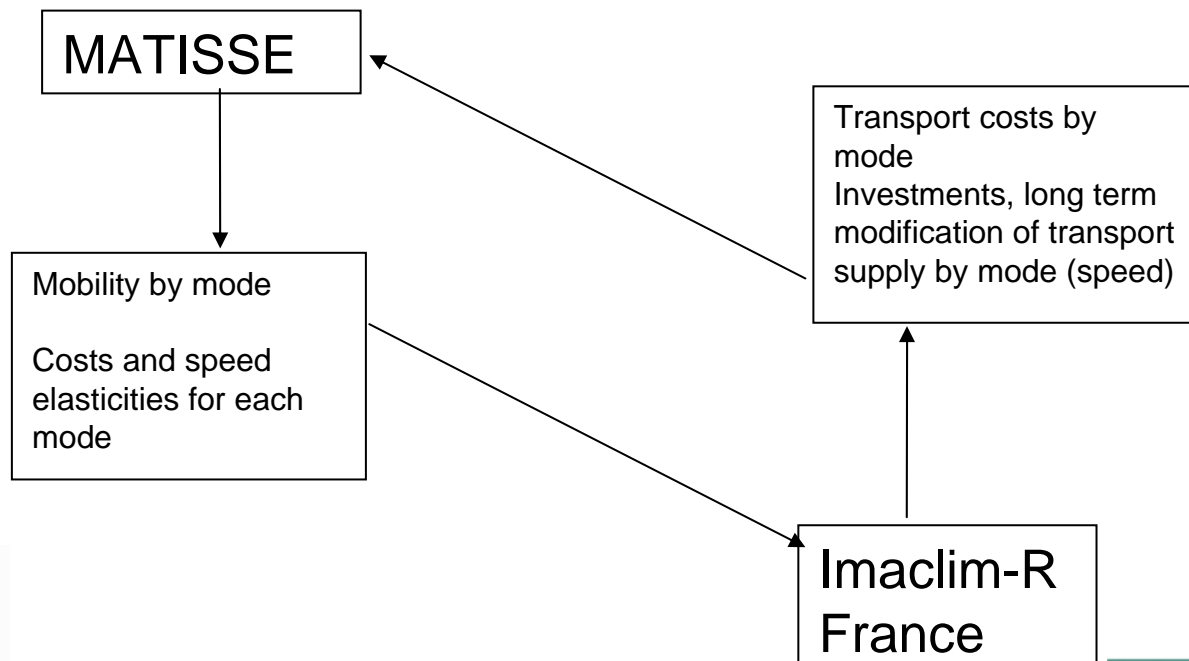 MATISSE
Transport costs by
mode
Investments, long term
modification of transport
supply by mode (speed)
Mobility by mode
Costs and speed
elasticities for each
mode
Imaclim-R
France